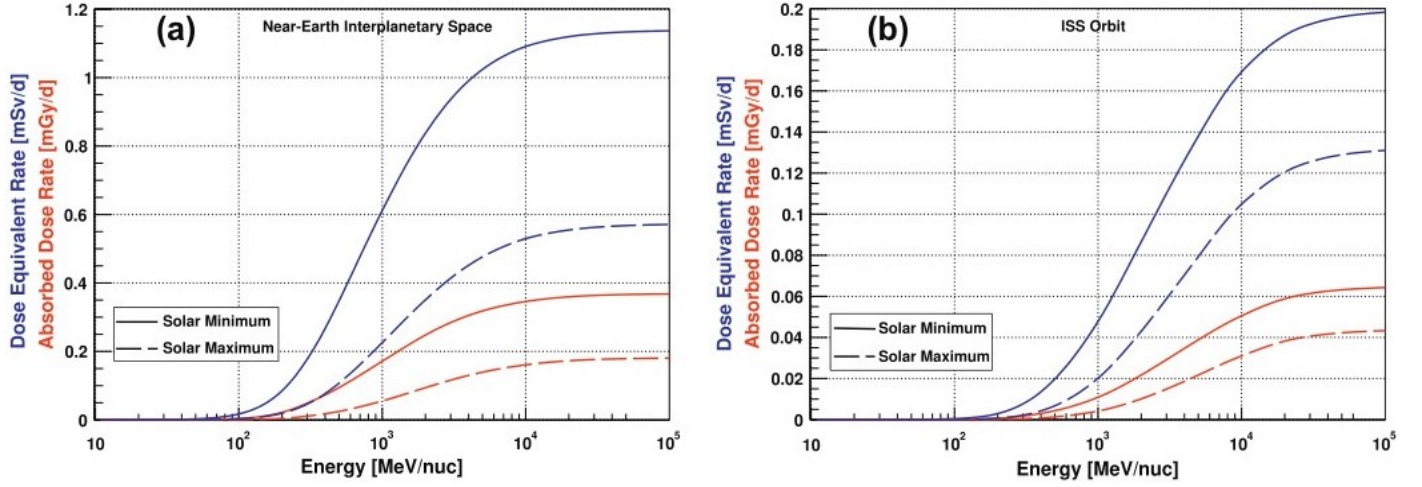 (a)
Near-Earth Interplanetary Space
Dose Equivalent Rate [mSv/d]
Absorbed Dose Rate [mGy/d]
1.2
1
0.8
0.6
0.4
0.2
0
Solar Minimum
Solar Maximum
10
10²
10³
10⁴
10⁵
Energy [MeV/nuc]
(b)
ISS Orbit
Dose Equivalent Rate [mSv/d]
Absorbed Dose Rate [mGy/d]
0.2
0.18
0.16
0.14
0.12
0.1
0.08
0.06
0.04
0.02
0
Solar Minimum
Solar Maximum
10
10²
10³
10⁴
10⁵
Energy [MeV/nuc]